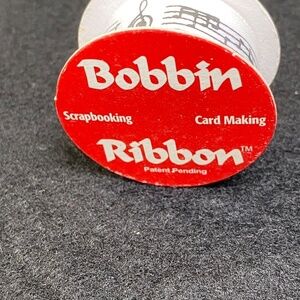 Bobbin
Scrapbooking Card Making
Ribbon™
Patent Pending